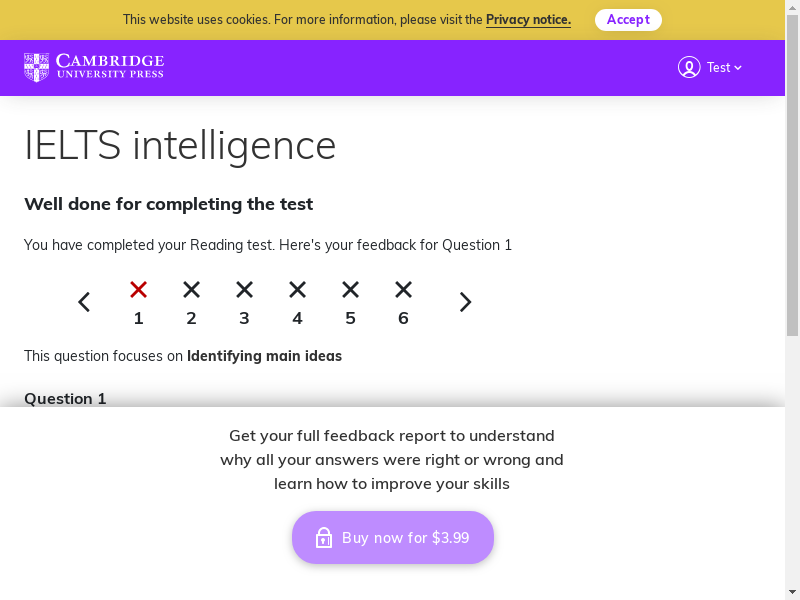 This website uses cookies. For more information, please visit the Privacy notice.
Accept
CAMBRIDGE
UNIVERSITY PRESS
Test
IELTS intelligence
Well done for completing the test
You have completed your Reading test. Here's your feedback for Question 1
1 2 3 4 5 6
This question focuses on Identifying main ideas
Question 1
Get your full feedback report to understand
why all your answers were right or wrong and
learn how to improve your skills
Buy now for $3.99